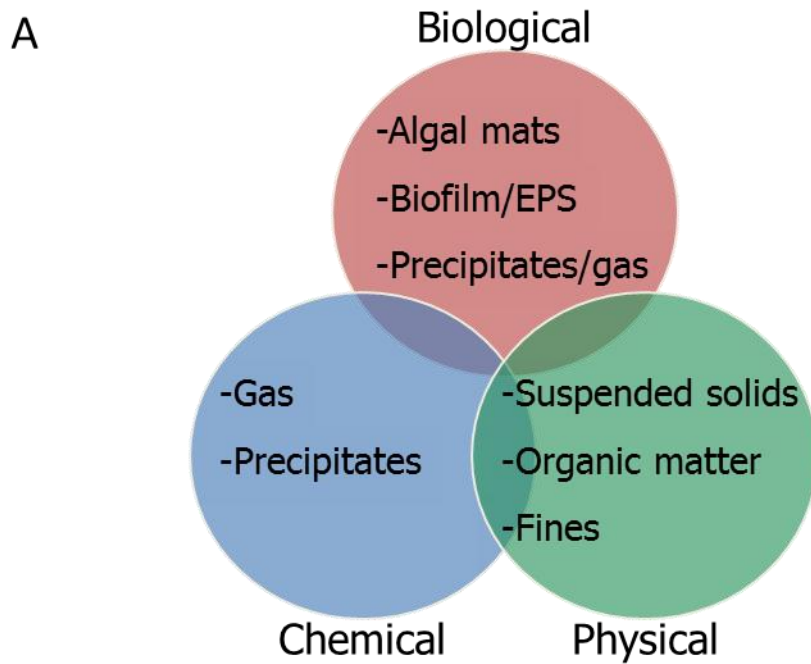 A
Biological
-Algal mats
-Biofilm/EPS
-Precipitates/gas
-Gas
-Precipitates
-Suspended solids
-Organic matter
-Fines
Chemical
Physical